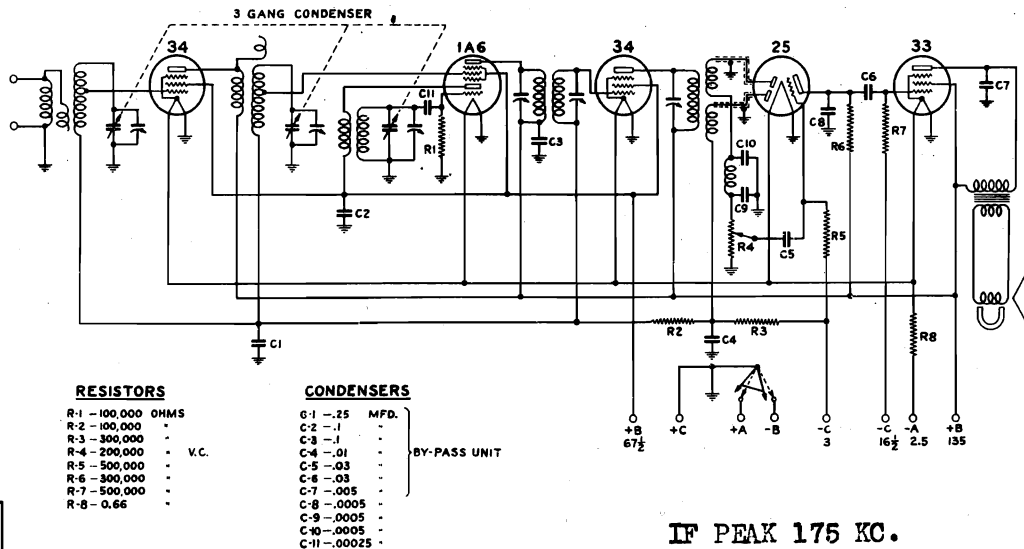 3 GANG CONDENSER
34
1A6
34
25
33
C11
R1
C3
C10
C9
R4
C5
C8
R6
C6
R7
C7
C2
R5
C1
R2
C4
R3
R8
+B
67½
+C
+A
-B
-C
3
-C
16½
-A
2.5
+B
135
RESISTORS
R-1 - 100,000 OHMS
R-2 - 100,000 "
R-3 - 300,000 "
R-4 - 200,000 " V.C.
R-5 - 500,000 "
R-6 - 300,000 "
R-7 - 500,000 "
R-8 - 0.66 "
CONDENSERS
C-1 - .25 MFD.
C-2 - .1 "
C-3 - .1 "
C-4 - .01 "
C-5 - .03 "
C-6 - .03 "
C-7 - .005 "
C-8 - .0005 "
C-9 - .0005 "
C-10 - .0005 "
C-11 - .00025 "
BY-PASS UNIT
IF PEAK 175 KC.